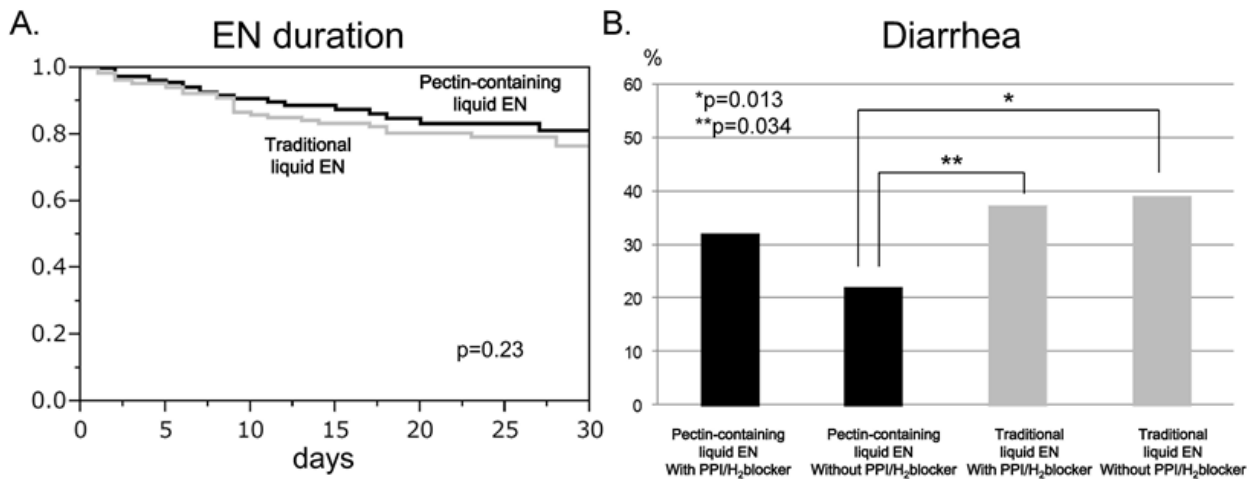 A.
EN duration
1.0
0.8
0.6
0.4
0.2
0.0
Pectin-containing
liquid EN
Traditional
liquid EN
p=0.23
0
5
10
15
20
25
30
days
B.
Diarrhea
%
60
50
40
30
20
10
0
*p=0.013
**p=0.034
*
**
Pectin-containing
liquid EN
With PPI/H₂blocker
Pectin-containing
liquid EN
Without PPI/H₂blocker
Traditional
liquid EN
With PPI/H₂blocker
Traditional
liquid EN
Without PPI/H₂blocker